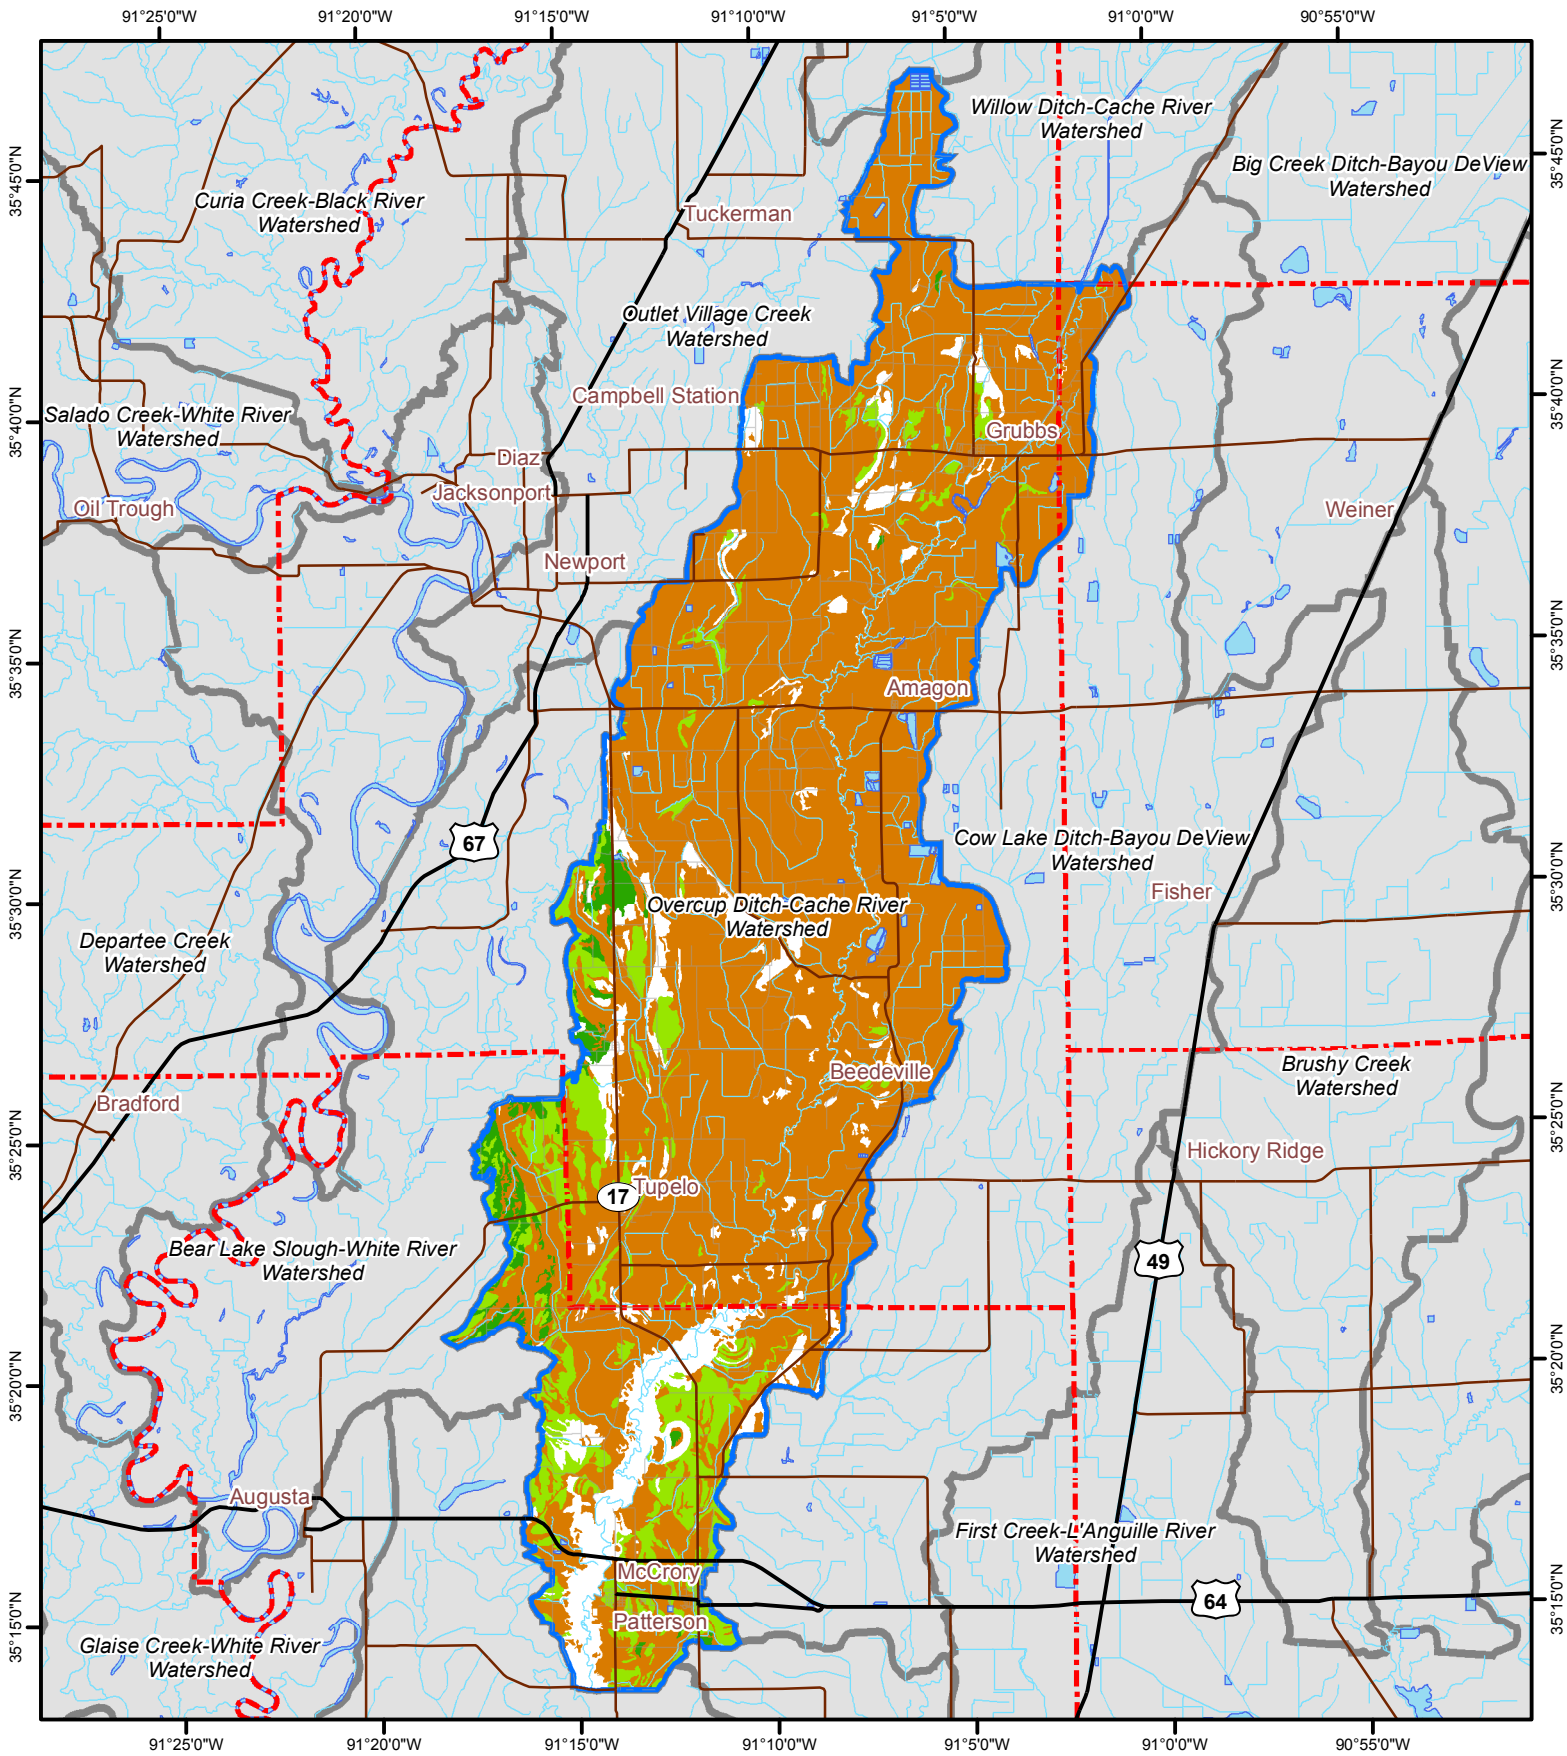 91°25'0"W
91°20'0"W
91°15'0"W
91°10'0"W
91°5'0"W
91°0'0"W
90°55'0"W
Willow Ditch-Cache River
Watershed
35°45'0"N
35°45'0"N
Big Creek Ditch-Bayou DeView
Watershed
Curia Creek-Black River
Watershed
Tuckerman
Outlet Village Creek
Watershed
Campbell Station
35°40'0"N
35°40'0"N
Salado Creek-White River
Watershed
Grubbs
Diaz
Jacksonport
Oil Trough
Weiner
Newport
35°35'0"N
35°35'0"N
Amagon
67
Cow Lake Ditch-Bayou DeView
Watershed
35°30'0"N
35°30'0"N
Fisher
Overcup Ditch-Cache River
Watershed
Departee Creek
Watershed
Beedeville
Brushy Creek
Watershed
Bradford
35°25'0"N
35°25'0"N
Hickory Ridge
17
Tupelo
Bear Lake Slough-White River
Watershed
49
35°20'0"N
35°20'0"N
Augusta
First Creek-L'Anguille River
Watershed
McCrory
64
Patterson
35°15'0"N
35°15'0"N
Glaise Creek-White River
Watershed
91°25'0"W
91°20'0"W
91°15'0"W
91°10'0"W
91°5'0"W
91°0'0"W
90°55'0"W